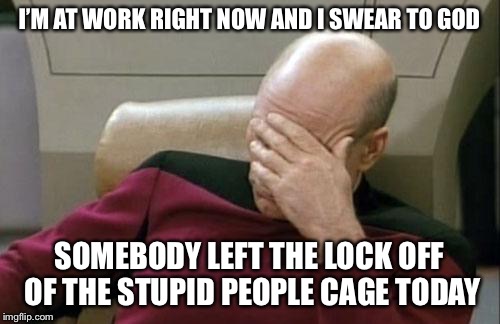 I'M AT WORK RIGHT NOW AND I SWEAR TO GOD
SOMEBODY LEFT THE LOCK OFF
OF THE STUPID PEOPLE CAGE TODAY
imgflip.com